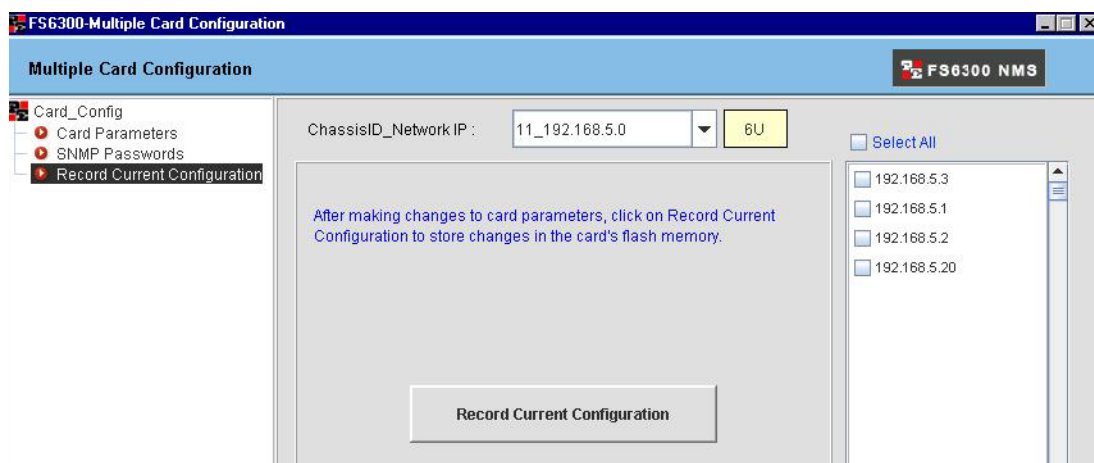 FS6300-Multiple Card Configuration
Multiple Card Configuration
FS6300 NMS
Card_Config
Card Parameters
SNMP Passwords
Record Current Configuration
ChassisID_Network IP :
11_192.168.5.0
6U
After making changes to card parameters, click on Record Current
Configuration to store changes in the card's flash memory.
Record Current Configuration
Select All
192.168.5.3
192.168.5.1
192.168.5.2
192.168.5.20